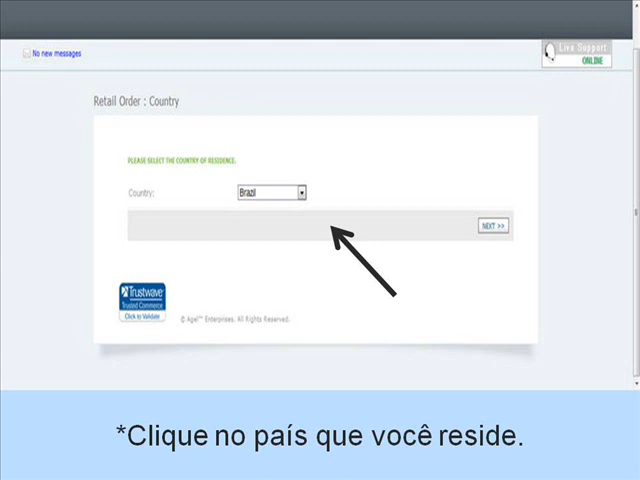 No new messages
Live Support
ONLINE
Retail Order : Country
PLEASE SELECT THE COUNTRY OF RESIDENCE.
Country: Brazil
NEXT >>
Trustwave
Trusted Commerce
Click to Validate
© Agel™ Enterprises. All Rights Reserved.
*Clique no país que você reside.